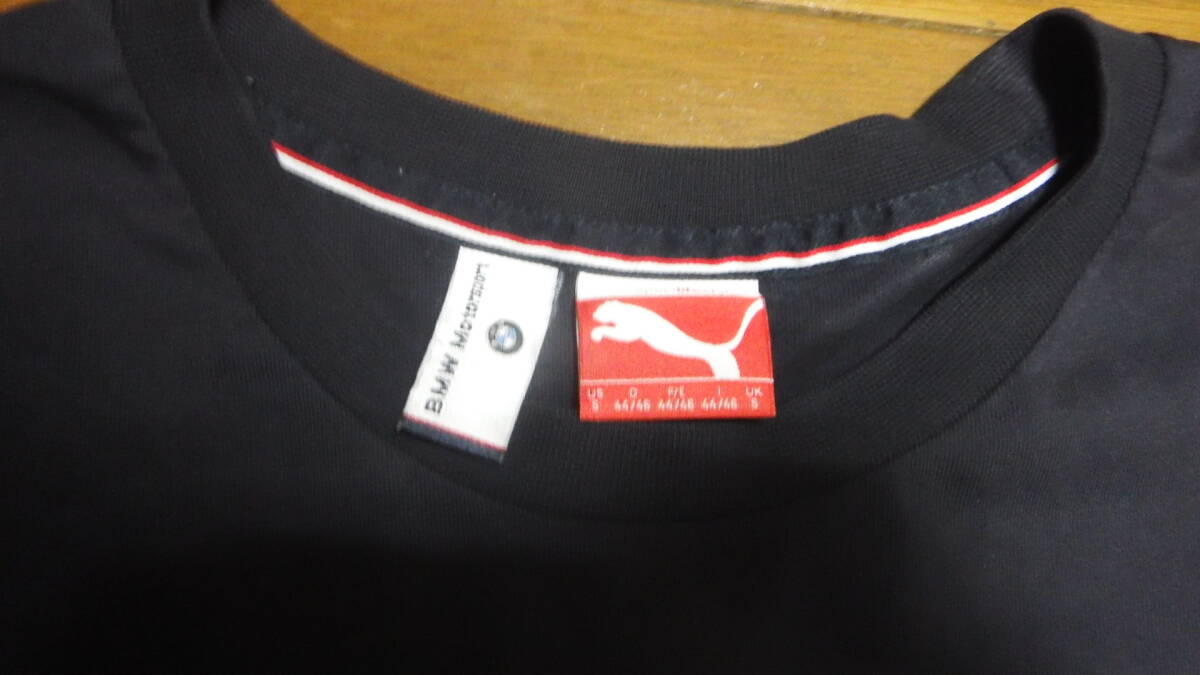 BMW Motorsport
US D F/E I UK
S 44/46 44/46 44/46 S